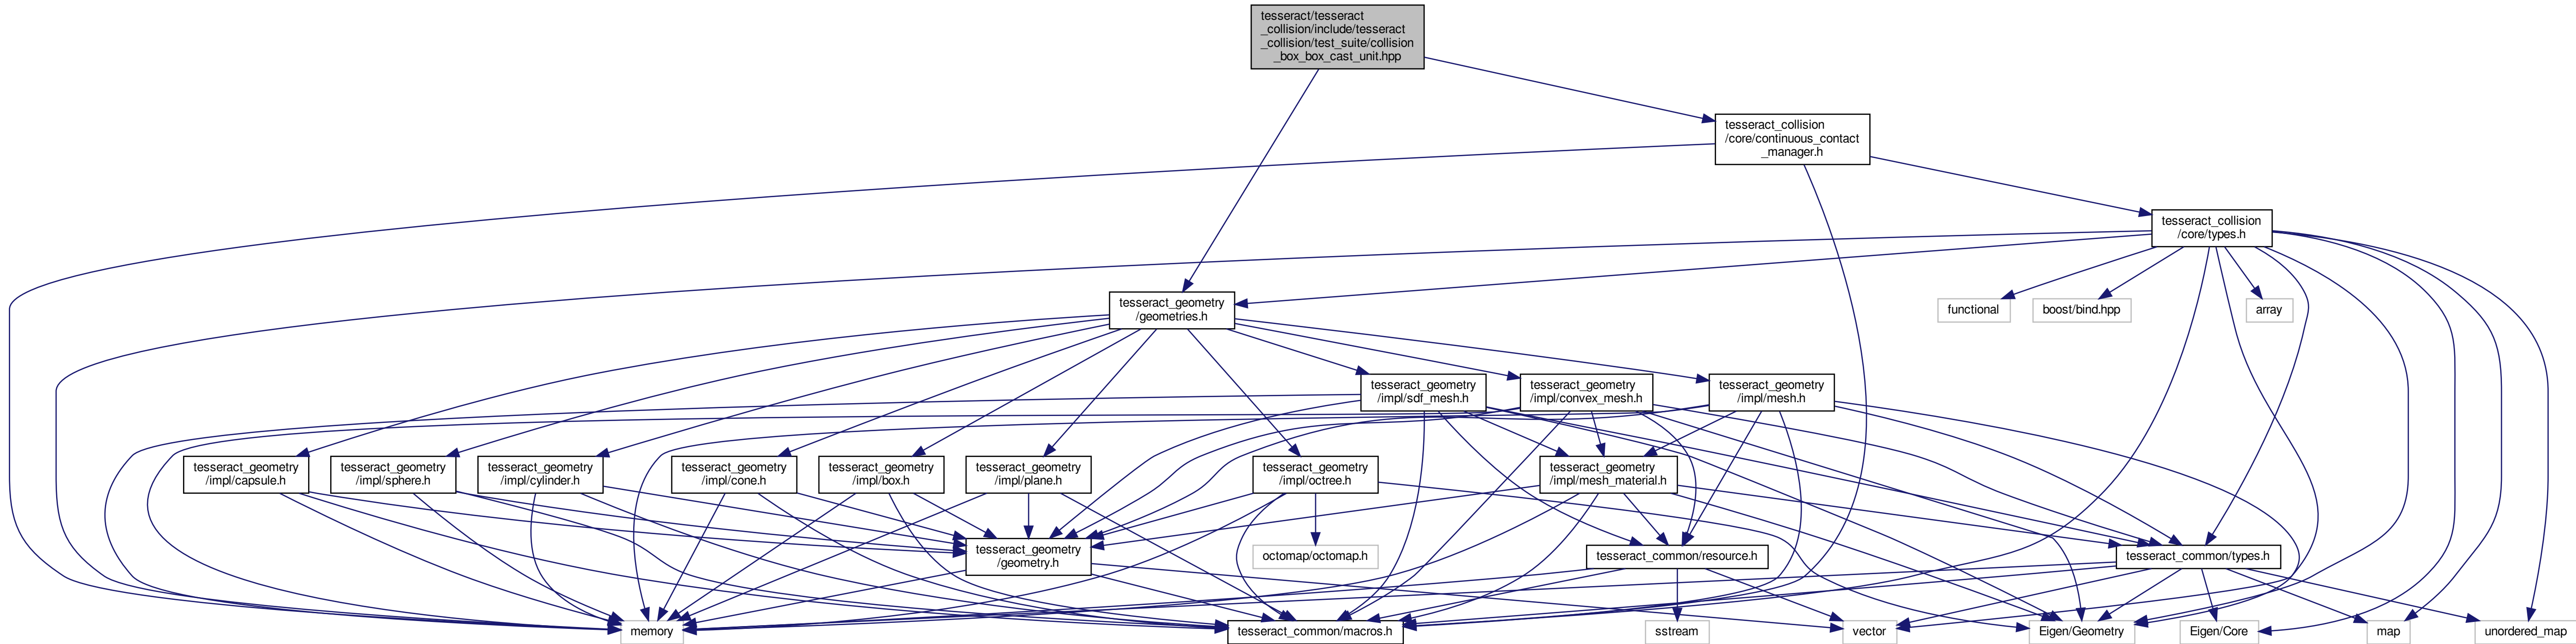 tesseract/tesseract
_collision/include/tesseract
_collision/test_suite/collision
_box_box_cast_unit.hpp
tesseract_collision
/core/continuous_contact
_manager.h
tesseract_collision
/core/types.h
tesseract_geometry
/geometries.h
functional
boost/bind.hpp
array
tesseract_geometry
/impl/sdf_mesh.h
tesseract_geometry
/impl/convex_mesh.h
tesseract_geometry
/impl/mesh.h
tesseract_geometry
/impl/capsule.h
tesseract_geometry
/impl/sphere.h
tesseract_geometry
/impl/cylinder.h
tesseract_geometry
/impl/cone.h
tesseract_geometry
/impl/box.h
tesseract_geometry
/impl/plane.h
tesseract_geometry
/impl/octree.h
tesseract_geometry
/impl/mesh_material.h
tesseract_geometry
/geometry.h
octomap/octomap.h
tesseract_common/resource.h
tesseract_common/types.h
memory
tesseract_common/macros.h
sstream
vector
Eigen/Geometry
Eigen/Core
map
unordered_map